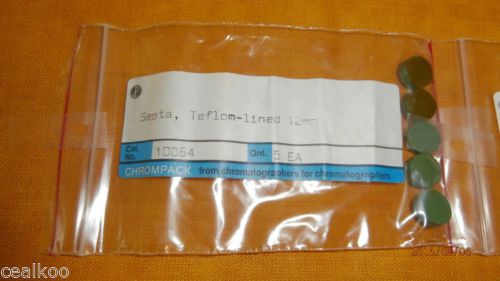 Septa, Teflom-lined 12mm
Cat. No. 10064 Qnt. 5 EA
CHROMPACK from chromatographers for chromatographers
cealkoo